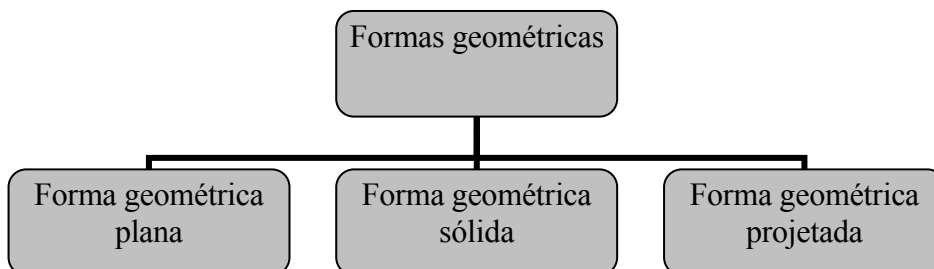 Formas geométricas
Forma geométrica
plana
Forma geométrica
sólida
Forma geométrica
projetada